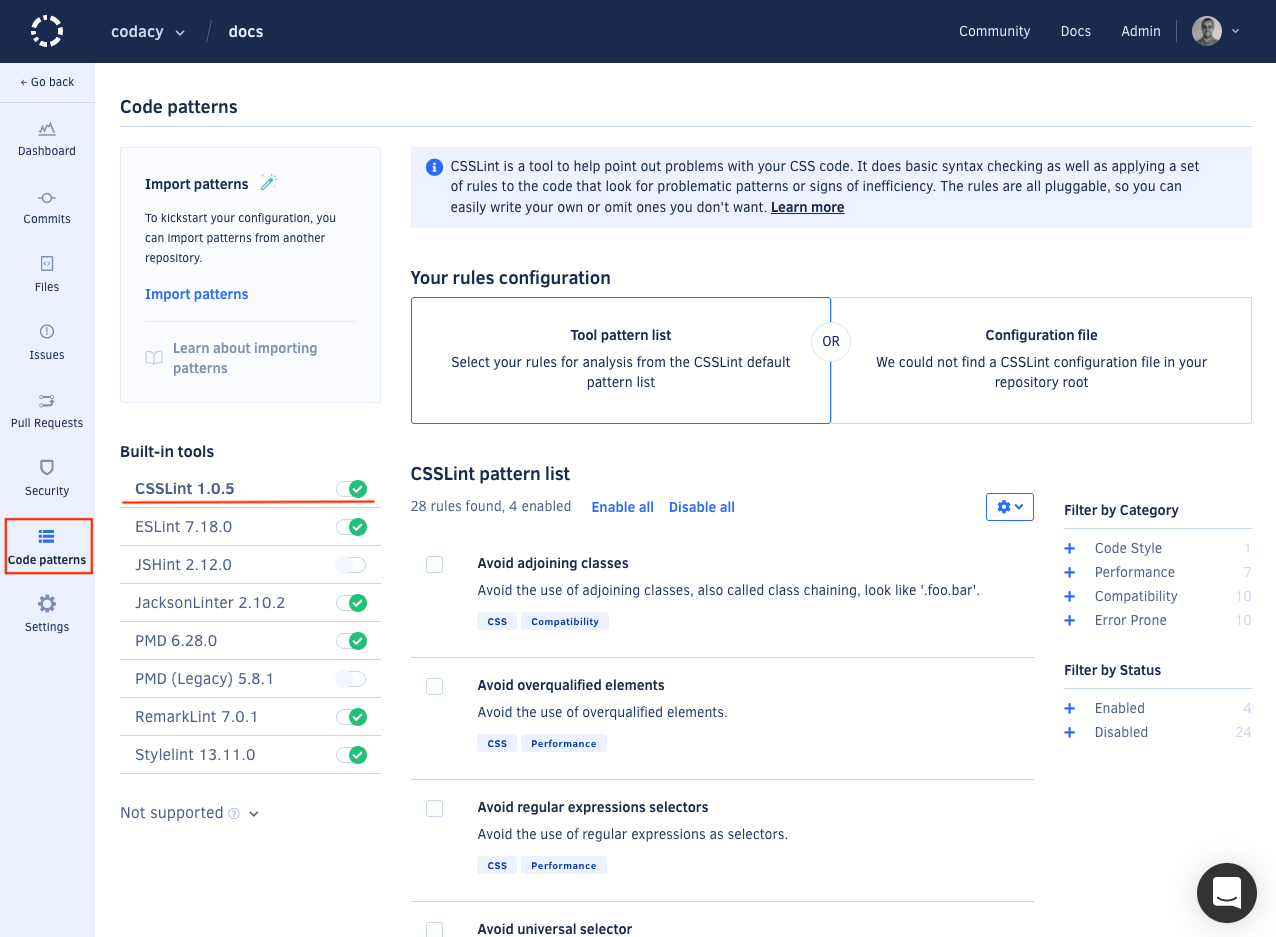 codacy
docs
Community
Docs
Admin
← Go back
Dashboard
Commits
Files
Issues
Pull Requests
Security
Code patterns
Settings
Code patterns
Import patterns
To kickstart your configuration, you
can import patterns from another
repository.
Import patterns
Learn about importing
patterns
Built-in tools
CSSLint 1.0.5
ESLint 7.18.0
JSHint 2.12.0
JacksonLinter 2.10.2
PMD 6.28.0
PMD (Legacy) 5.8.1
RemarkLint 7.0.1
Stylelint 13.11.0
Not supported ?
CSSLint is a tool to help point out problems with your CSS code. It does basic syntax checking as well as applying a set
of rules to the code that look for problematic patterns or signs of inefficiency. The rules are all pluggable, so you can
easily write your own or omit ones you don't want. Learn more
Your rules configuration
Tool pattern list
Select your rules for analysis from the CSSLint default
pattern list
OR
Configuration file
We could not find a CSSLint configuration file in your
repository root
CSSLint pattern list
28 rules found, 4 enabled Enable all Disable all
Avoid adjoining classes
Avoid the use of adjoining classes, also called class chaining, look like '.foo.bar'.
CSS Compatibility
Avoid overqualified elements
Avoid the use of overqualified elements.
CSS Performance
Avoid regular expressions selectors
Avoid the use of regular expressions as selectors.
CSS Performance
Avoid universal selector
Filter by Category
+ Code Style 1
+ Performance 7
+ Compatibility 10
+ Error Prone 10
Filter by Status
+ Enabled 4
+ Disabled 24